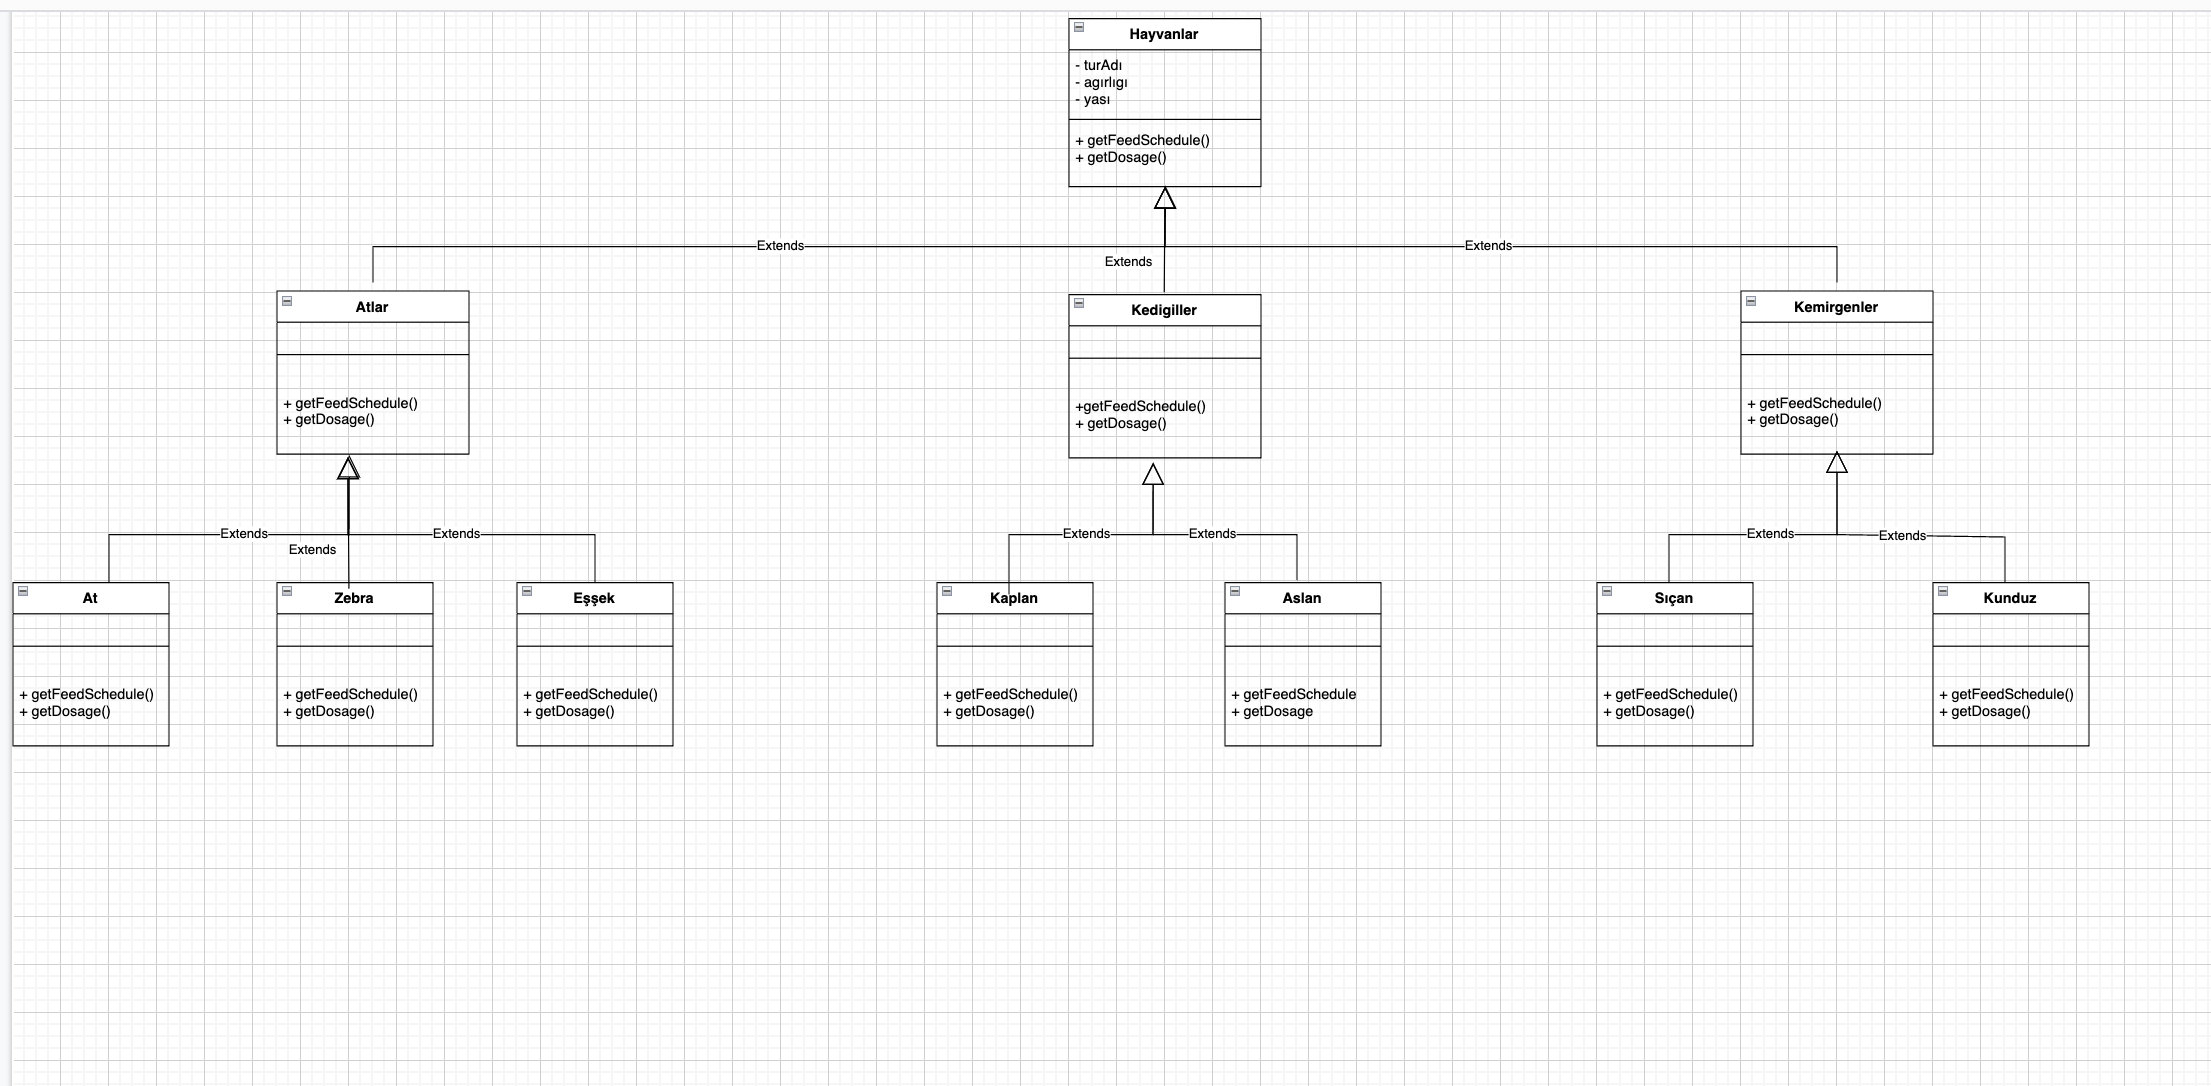 Hayvanlar
- turAdı
- agırlıgı
- yası
+ getFeedSchedule()
+ getDosage()
Extends
Extends
Extends
Atlar
+ getFeedSchedule()
+ getDosage()
Kedigiller
+getFeedSchedule()
+ getDosage()
Kemirgenler
+ getFeedSchedule()
+ getDosage()
Extends
Extends
Extends
Extends
Extends
Extends
Extends
At
+ getFeedSchedule()
+ getDosage()
Zebra
+ getFeedSchedule()
+ getDosage()
Eşşek
+ getFeedSchedule()
+ getDosage()
Kaplan
+ getFeedSchedule()
+ getDosage()
Aslan
+ getFeedSchedule
+ getDosage
Sıçan
+ getFeedSchedule()
+ getDosage()
Kunduz
+ getFeedSchedule()
+ getDosage()